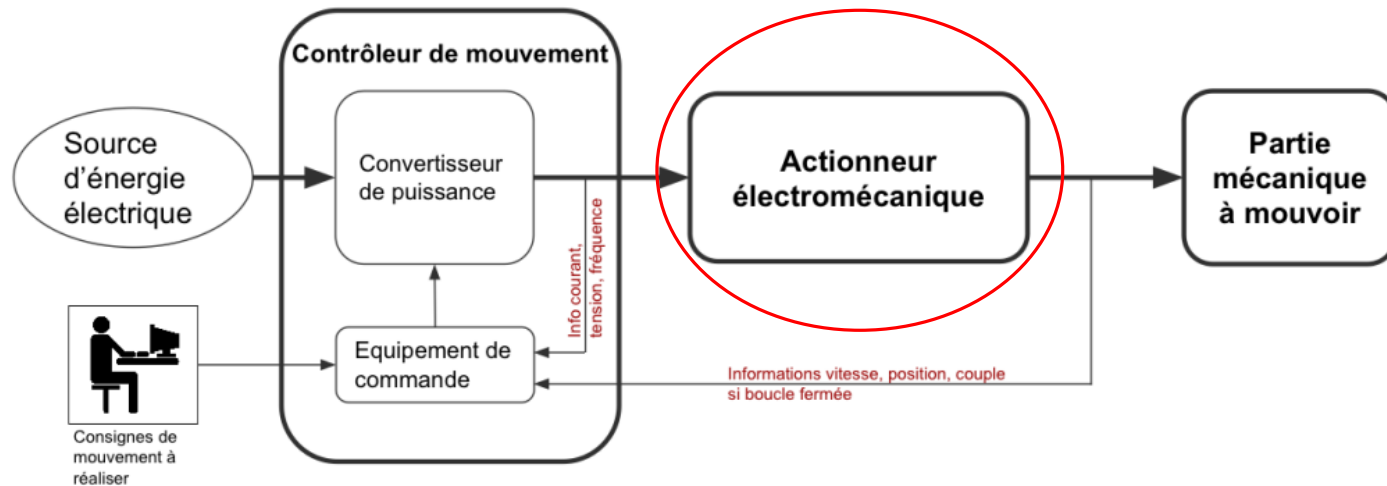 Contrôleur de mouvement
Source
d'énergie
électrique
Convertisseur
de puissance
Info courant,
tension, fréquence
Actionneur
électromécanique
Partie
mécanique
à mouvoir
Equipement de
commande
Informations vitesse, position, couple
si boucle fermée
Consignes de
mouvement à
réaliser